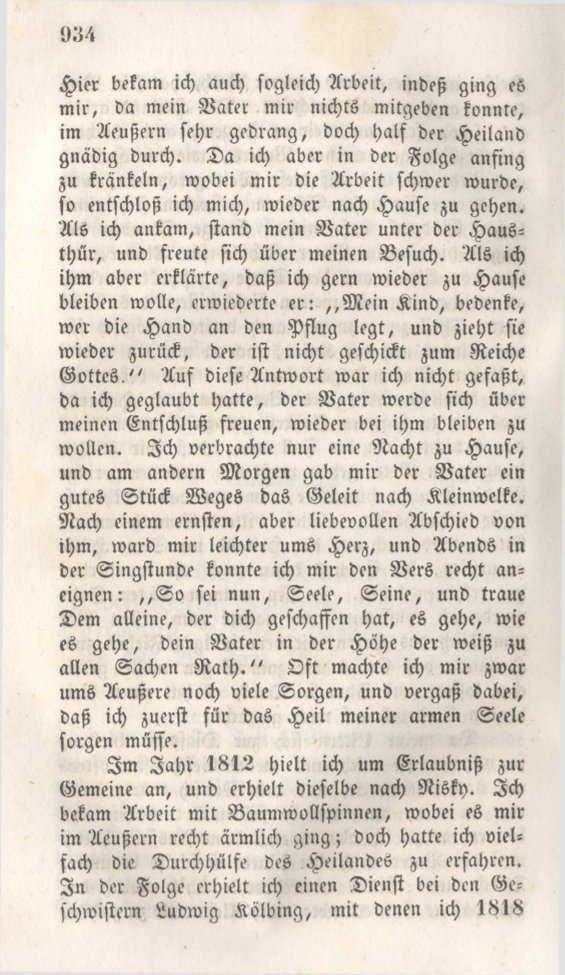 934
Hier bekam ich auch sogleich Arbeit, indeß ging es
mir, da mein Vater mir nichts mitgeben konnte,
im Aeußern sehr gedrang, doch half der Heiland
gnädig durch. Da ich aber in der Folge anfing
zu kränkeln, wobei mir die Arbeit schwer wurde,
so entschloß ich mich, wieder nach Hause zu gehen.
Als ich ankam, stand mein Vater unter der Haus-
thür, und freute sich über meinen Besuch. Als ich
ihm aber erklärte, daß ich gern wieder zu Hause
bleiben wolle, erwiederte er: ,,Mein Kind, bedenke,
wer die Hand an den Pflug legt, und zieht sie
wieder zurück, der ist nicht geschickt zum Reiche
Gottes.'' Auf diese Antwort war ich nicht gefaßt,
da ich geglaubt hatte, der Vater werde sich über
meinen Entschluß freuen, wieder bei ihm bleiben zu
wollen. Ich verbrachte nur eine Nacht zu Hause,
und am andern Morgen gab mir der Vater ein
gutes Stück Weges das Geleit nach Kleinwelke.
Nach einem ernsten, aber liebevollen Abschied von
ihm, ward mir leichter ums Herz, und Abends in
der Singstunde konnte ich mir den Vers recht an-
eignen: ,,So sei nun, Seele, Seine, und traue
Dem alleine, der dich geschaffen hat, es gehe, wie
es gehe, dein Vater in der Höhe der weiß zu
allen Sachen Rath.'' Oft machte ich mir zwar
ums Aeußere noch viele Sorgen, und vergaß dabei,
daß ich zuerst für das Heil meiner armen Seele
sorgen müsse.
Im Jahr 1812 hielt ich um Erlaubniß zur
Gemeine an, und erhielt dieselbe nach Nisky. Ich
bekam Arbeit mit Baumwollspinnen, wobei es mir
im Aeußern recht ärmlich ging; doch hatte ich viel-
fach die Durchhülfe des Heilandes zu erfahren.
In der Folge erhielt ich einen Dienst bei den Ge-
schwistern Ludwig Kölbing, mit denen ich 1818